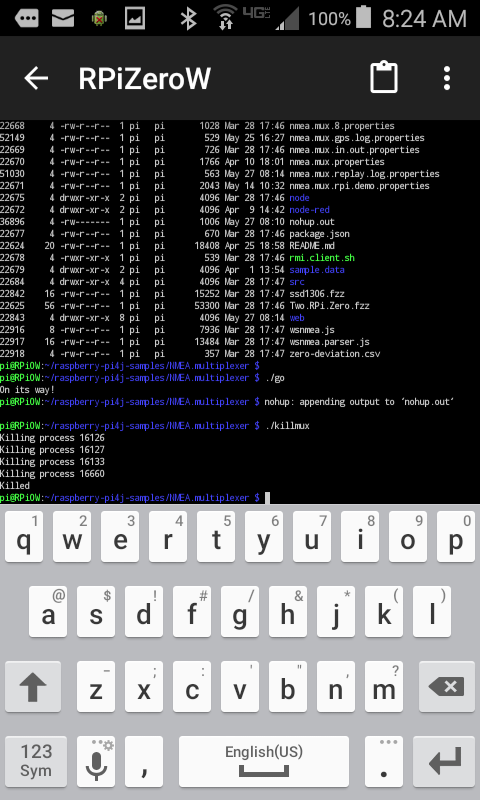 4G LTE 100% 8:24 AM
RPiZeroW
22668 4 -rw-r--r-- 1 pi pi 1028 Mar 28 17:46 nmea.mux.8.properties
52149 4 -rw-r--r-- 1 pi pi 529 May 25 16:27 nmea.mux.gps.log.properties
22669 4 -rw-r--r-- 1 pi pi 726 Mar 28 17:46 nmea.mux.in.out.properties
22670 4 -rw-r--r-- 1 pi pi 1766 Apr 10 18:01 nmea.mux.properties
51030 4 -rw-r--r-- 1 pi pi 563 May 27 08:14 nmea.mux.replay.log.properties
22671 4 -rw-r--r-- 1 pi pi 2043 May 14 10:32 nmea.mux.rpi.demo.properties
22675 4 drwxr-xr-x 2 pi pi 4096 Mar 28 17:46 node
22672 4 drwxr-xr-x 2 pi pi 4096 Apr 9 14:42 node-red
36896 4 -rw------- 1 pi pi 1006 May 27 08:10 nohup.out
22677 4 -rw-r--r-- 1 pi pi 670 Mar 28 17:46 package.json
22624 20 -rw-r--r-- 1 pi pi 18408 Apr 25 18:58 README.md
22678 4 -rwxr-xr-x 1 pi pi 539 Mar 28 17:46 rmi.client.sh
22679 4 drwxr-xr-x 2 pi pi 4096 Apr 1 13:54 sample.data
22684 4 drwxr-xr-x 4 pi pi 4096 Mar 28 17:46 src
22842 16 -rw-r--r-- 1 pi pi 15252 Mar 28 17:47 ssd1306.fzz
22625 56 -rw-r--r-- 1 pi pi 53300 Mar 28 17:46 Two.RPi.Zero.fzz
22843 4 drwxr-xr-x 8 pi pi 4096 May 27 08:14 web
22916 8 -rw-r--r-- 1 pi pi 7936 Mar 28 17:47 wsnmea.js
22917 16 -rw-r--r-- 1 pi pi 13484 Mar 28 17:47 wsnmea.parser.js
22918 4 -rw-r--r-- 1 pi pi 357 Mar 28 17:47 zero-deviation.csv
pi@RPi0W:~/raspberry-pi4j-samples/NMEA.multiplexer $
pi@RPi0W:~/raspberry-pi4j-samples/NMEA.multiplexer $ ./go
On its way!
pi@RPi0W:~/raspberry-pi4j-samples/NMEA.multiplexer $ nohup: appending output to ‘nohup.out’

pi@RPi0W:~/raspberry-pi4j-samples/NMEA.multiplexer $ ./killmux
Killing process 16126
Killing process 16127
Killing process 16133
Killing process 16660
Killed
pi@RPi0W:~/raspberry-pi4j-samples/NMEA.multiplexer $
1 2 3 4 5 6 7 8 9 0
q w e r t y u i o p
@ $ ! # / & * ( )
a s d f g h j k l
- ; : ' " , ?
z x c v b n m
123
Sym , English(US) .